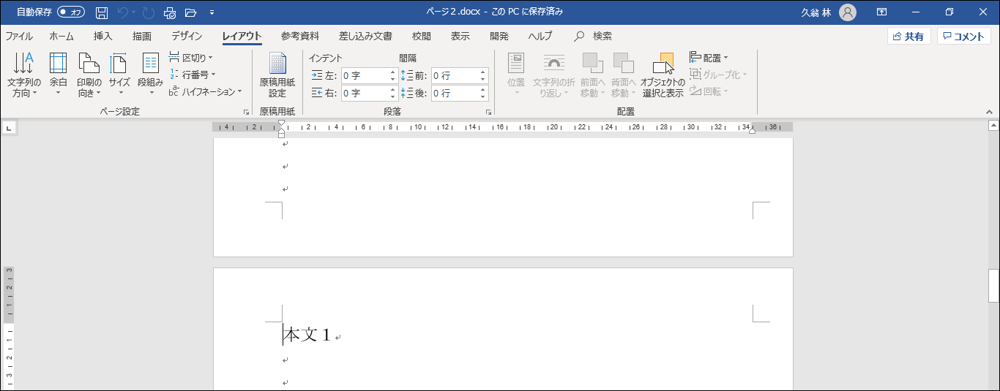 自動保存 オフ ページ２.docx - この PC に保存済み 久翁 林
ファイル ホーム 挿入 描画 デザイン レイアウト 参考資料 差し込み文書 校閲 表示 開発 ヘルプ 検索 共有 コメント
文字列の方向 余白 印刷の向き サイズ 段組み 区切り 行番号 ハイフネーション
ページ設定
原稿用紙設定
原稿用紙
インデント 間隔
左: 0 字 前: 0 行
右: 0 字 後: 0 行
段落
位置 文字列の折り返し 前面へ移動 背面へ移動 オブジェクトの選択と表示 配置 グループ化 回転
配置
4 2 2 4 6 8 10 12 14 16 18 20 22 24 26 28 30 32 34 36
3 2 1 1 2 3
本文１